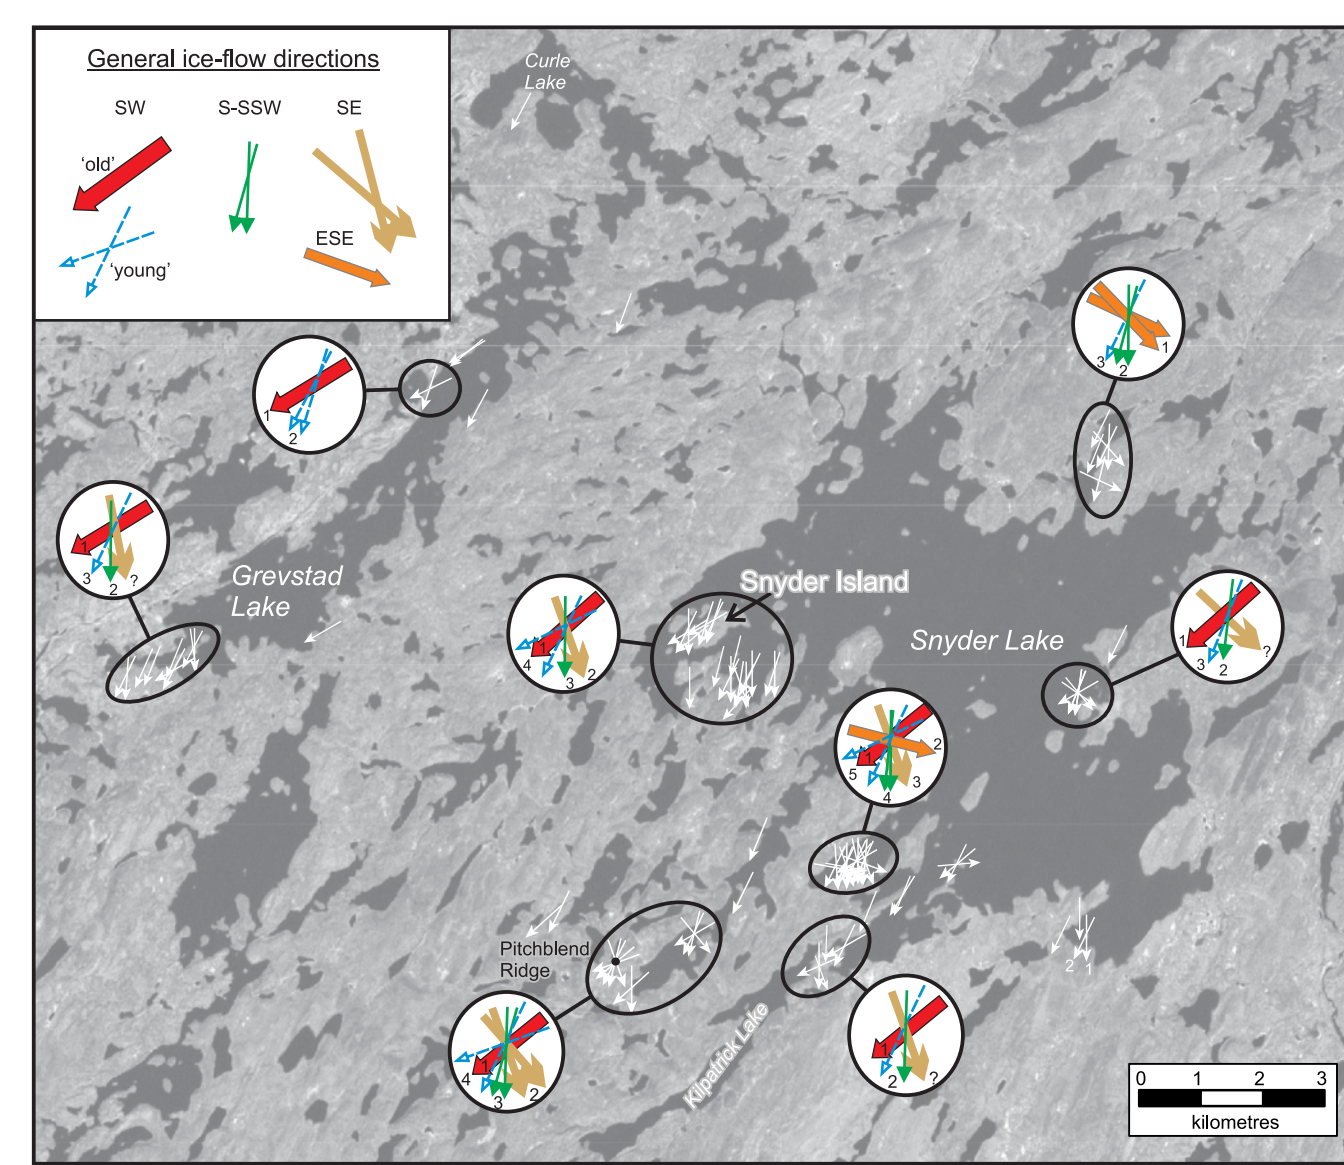 General ice-flow directions
SW S-SSW SE
'old'
'young'
ESE
Curle
Lake
1
2
3
2
1
1
3
2
?
Grevstad
Lake
Snyder Island
Snyder Lake
1
4
3
2
1
3
2
?
1
2
5
3
4
Pitchblend
Ridge
2 1
1
4
3
2
Kilpatrick Lake
1
2
?
0 1 2 3
kilometres